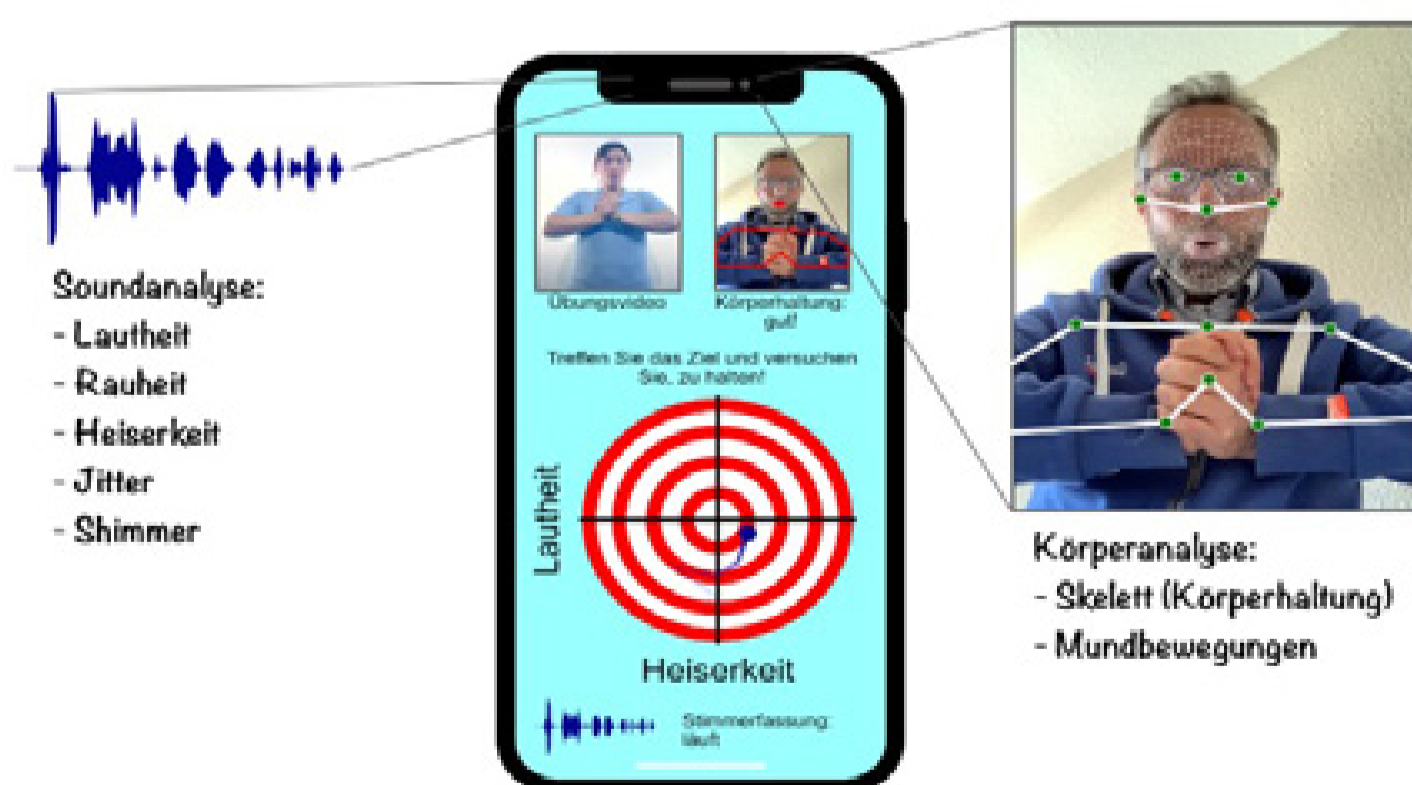 Soundanalyse:
- Lautheit
- Rauheit
- Heiserkeit
- Jitter
- Shimmer
Übungsvideo
Körperhaltung:
gut!
Treffen Sie das Ziel und versuchen
Sie, zu halten!
Lautheit
Heiserkeit
Stimmerfassung:
läuft
Körperanalyse:
- Skelett (Körperhaltung)
- Mundbewegungen